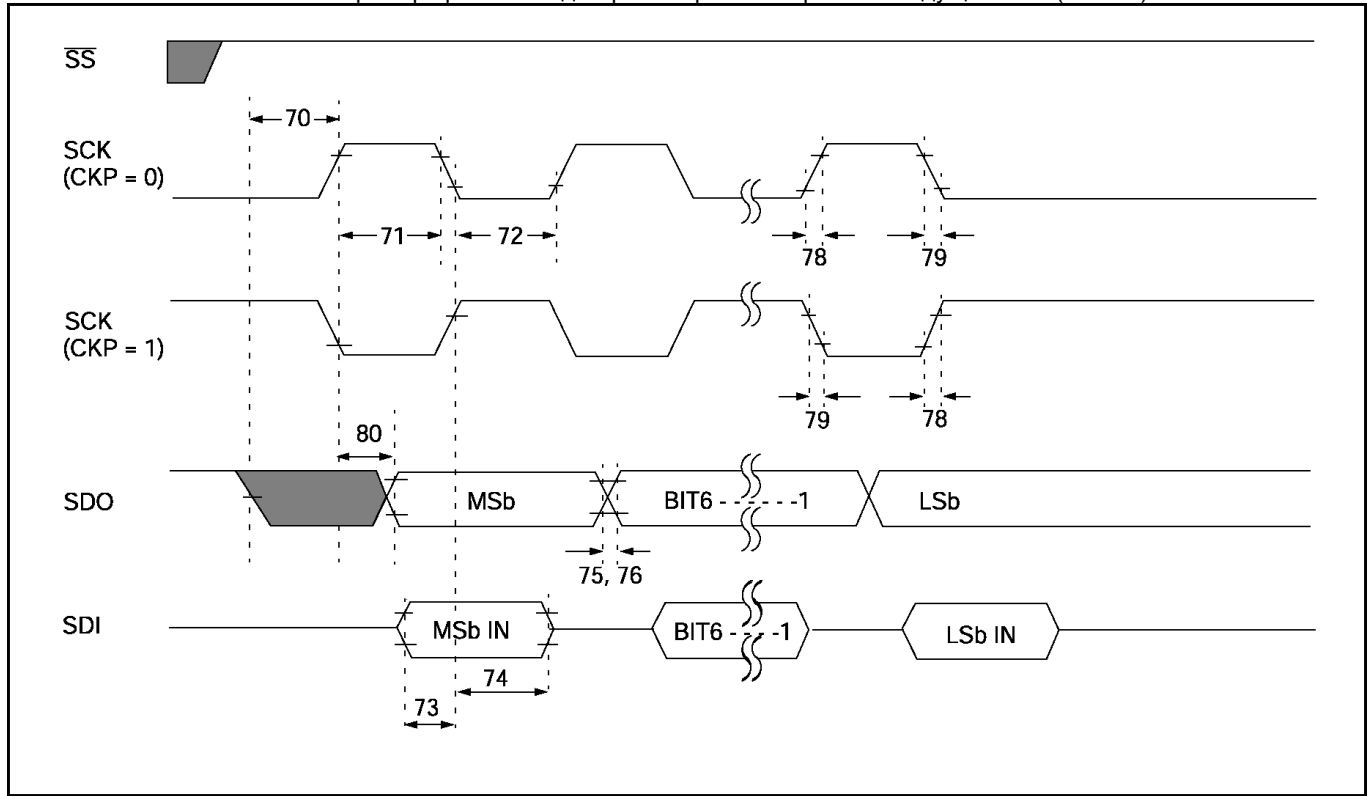 SS
70
SCK
(CKP = 0)
71
72
78
79
SCK
(CKP = 1)
79
78
80
SDO
MSb
BIT6 - - - - - -1
LSb
75, 76
SDI
MSb IN
BIT6 - - - - -1
LSb IN
74
73